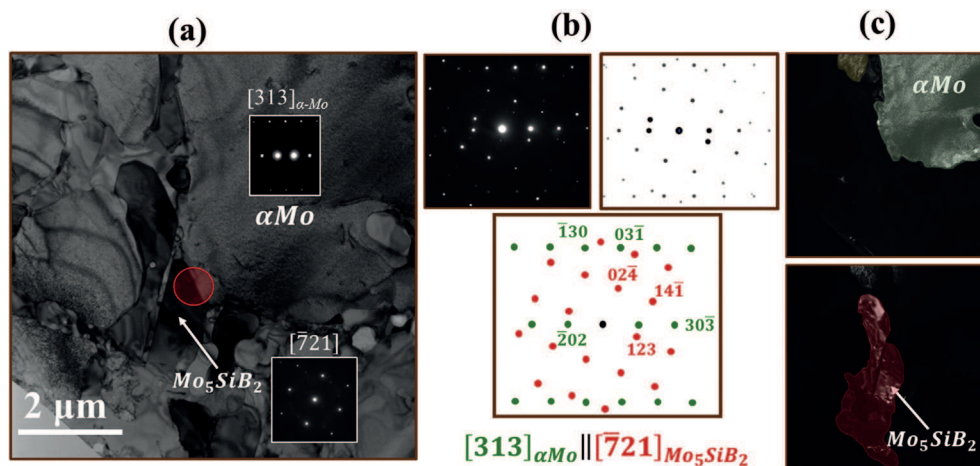 (a)
(b)
(c)
[313]α-Mo
αMo
[7̅21]
Mo₅SiB₂
2 μm
1̅30
031̅
024̅
141̅
2̅02
303̅
123
[313]αMo||[7̅21]Mo₅SiB₂
αMo
Mo₅SiB₂